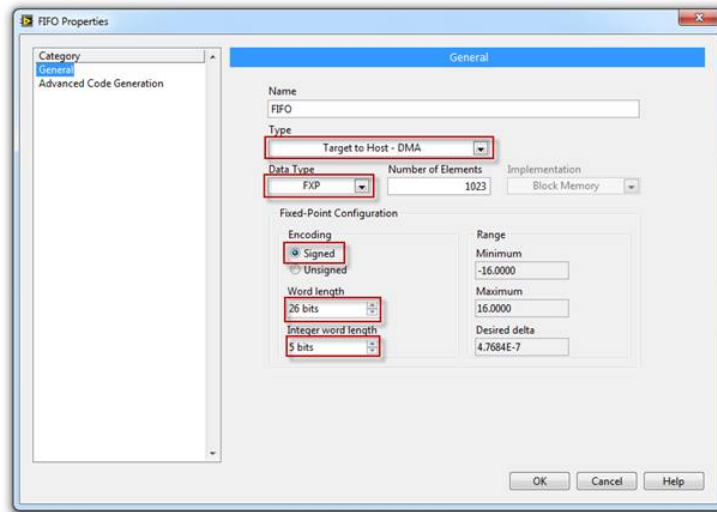 FIFO Properties
Category
General
Advanced Code Generation
General
Name
FIFO
Type
Target to Host - DMA
Data Type
Number of Elements
Implementation
FXP
1023
Block Memory
Fixed-Point Configuration
Encoding
Signed
Unsigned
Word length
26 bits
Integer word length
5 bits
Range
Minimum
-16.0000
Maximum
16.0000
Desired delta
4.7684E-7
OK
Cancel
Help